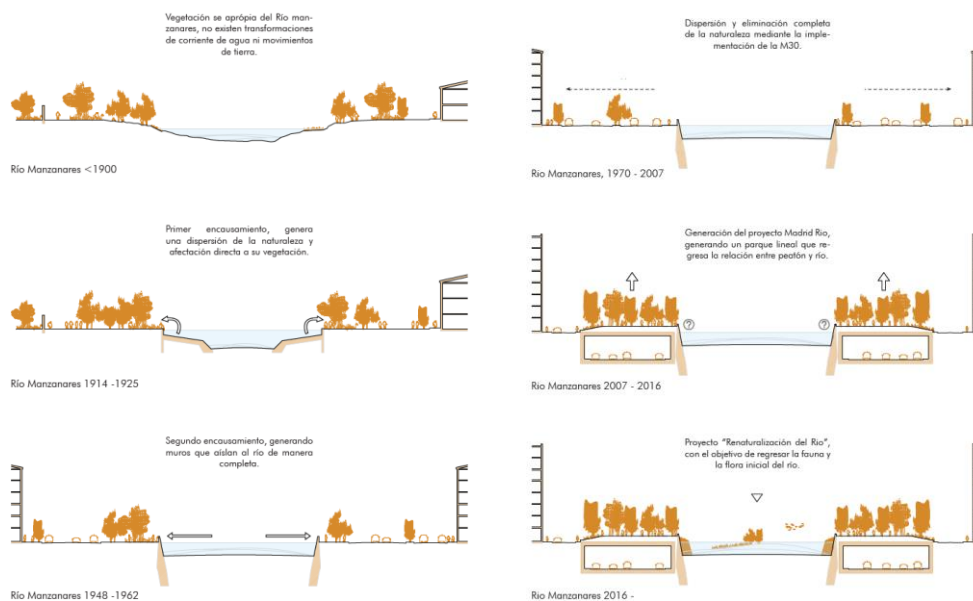 Vegetación se aprópia del Río man-
zanares, no existen transformaciones
de corriente de agua ni movimientos
de tierra.
Río Manzanares <1900
Primer encausamiento, genera
una dispersión de la naturaleza y
afectación directa a su vegetación.
Río Manzanares 1914 -1925
Segundo encausamiento, generando
muros que aíslan al río de manera
completa.
Rio Manzanares 1948 -1962
Dispersión y eliminación completa
de la naturaleza mediante la imple-
mentación de la M30.
Rio Manzanares, 1970 - 2007
Generación del proyecto Madrid Rio,
generando un parque lineal que re-
gresa la relación entre peatón y río.
?
?
Rio Manzanares 2007 - 2016
Proyecto “Renaturalización del Rio”,
con el objetivo de regresar la fauna y
la flora inicial del río.
Rio Manzanares 2016 -